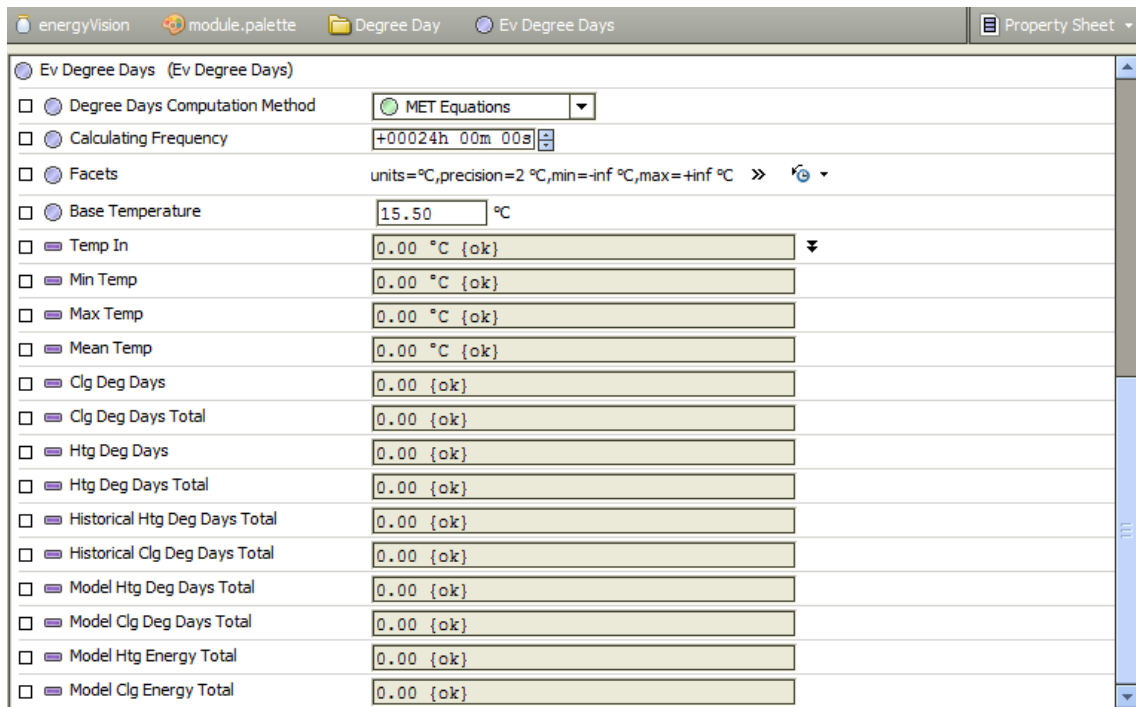 energyVision module.palette Degree Day Ev Degree Days Property Sheet
Ev Degree Days (Ev Degree Days)
Degree Days Computation Method MET Equations
Calculating Frequency +00024h 00m 00s
Facets units=ºC,precision=2 ºC,min=-inf ºC,max=+inf ºC »
Base Temperature 15.50 ºC
Temp In 0.00 °C {ok}
Min Temp 0.00 °C {ok}
Max Temp 0.00 °C {ok}
Mean Temp 0.00 °C {ok}
Clg Deg Days 0.00 {ok}
Clg Deg Days Total 0.00 {ok}
Htg Deg Days 0.00 {ok}
Htg Deg Days Total 0.00 {ok}
Historical Htg Deg Days Total 0.00 {ok}
Historical Clg Deg Days Total 0.00 {ok}
Model Htg Deg Days Total 0.00 {ok}
Model Clg Deg Days Total 0.00 {ok}
Model Htg Energy Total 0.00 {ok}
Model Clg Energy Total 0.00 {ok}